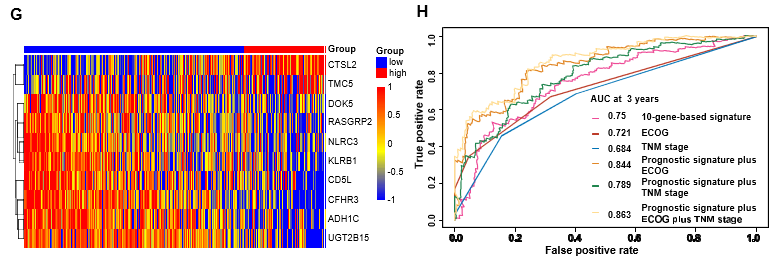 G
Group
CTSL2
TMC5
DOK5
RASGRP2
NLRC3
KLRB1
CD5L
CFHR3
ADH1C
UGT2B15
Group
low
high
1
0.5
0
-0.5
-1
H
True positive rate
1.0
0.8
0.6
0.4
0.2
0.0
AUC at 3 years
0.75 10-gene-based signature
0.721 ECOG
0.684 TNM stage
0.844 Prognostic signature plus
ECOG
0.789 Prognostic signature plus
TNM stage
0.863 Prognostic signature plus
ECOG plus TNM stage
0.0 0.2 0.4 0.6 0.8 1.0
False positive rate